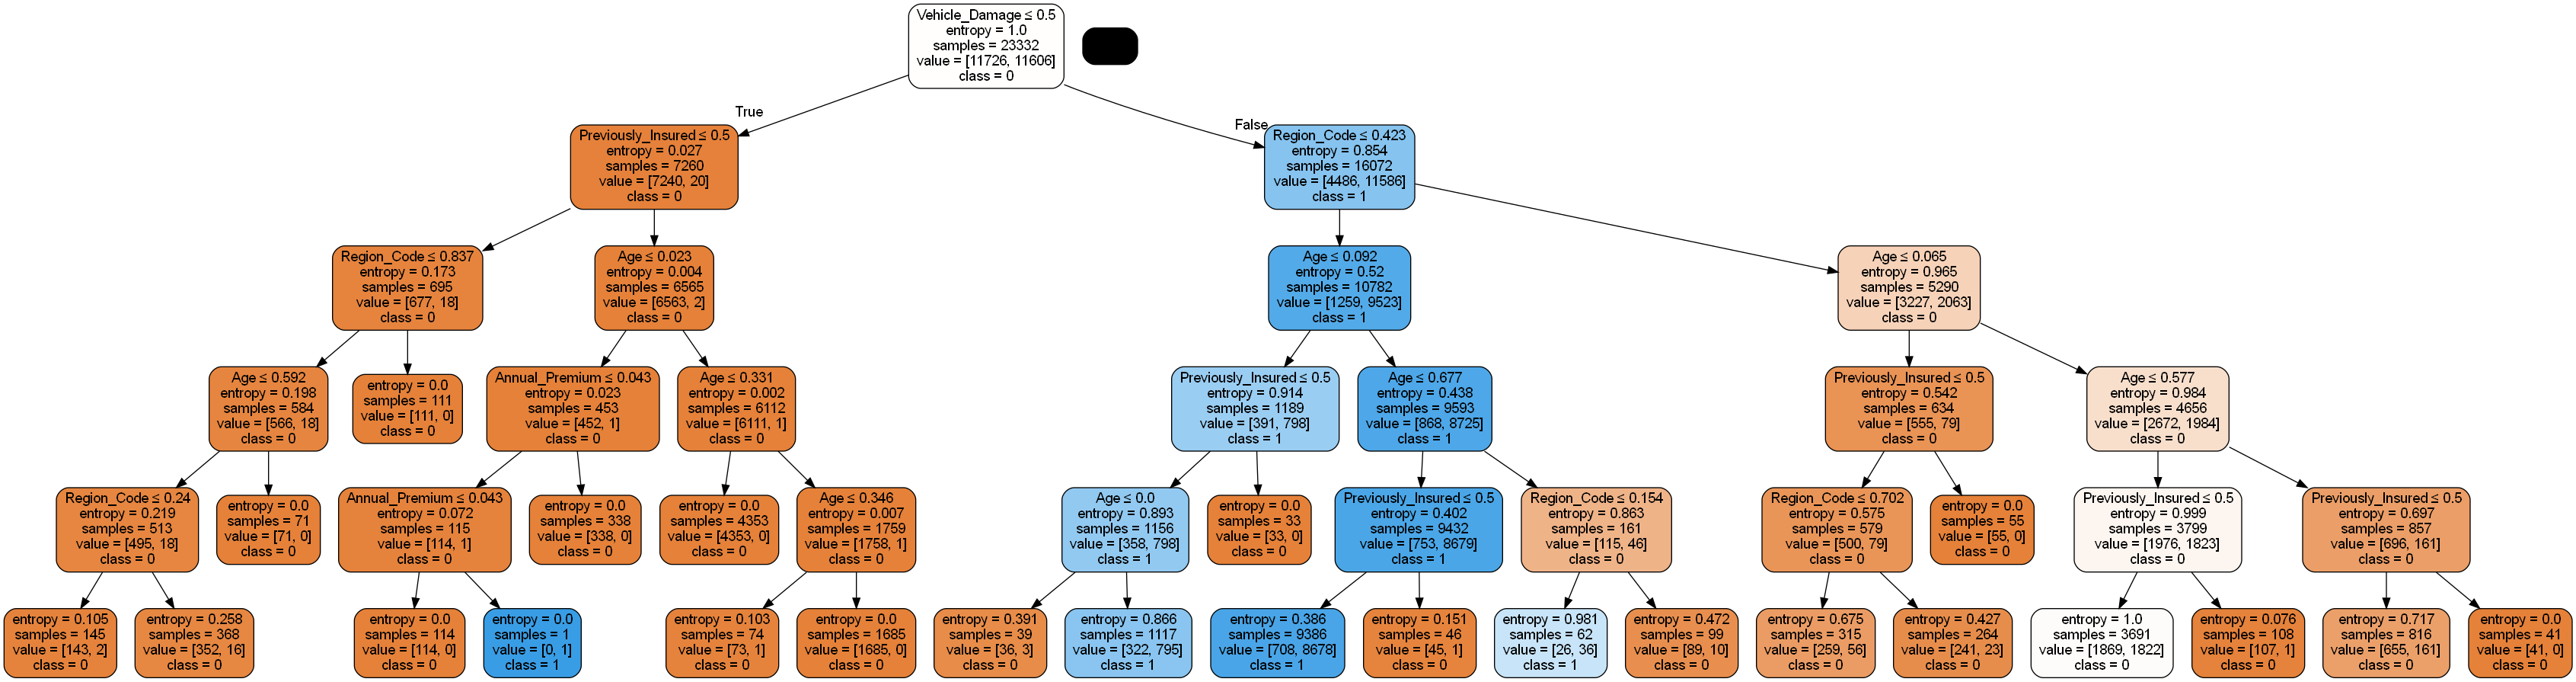 Vehicle_Damage ≤ 0.5
entropy = 1.0
samples = 23332
value = [11726, 11606]
class = 0
True
False
Previously_Insured ≤ 0.5
entropy = 0.027
samples = 7260
value = [7240, 20]
class = 0
Region_Code ≤ 0.423
entropy = 0.854
samples = 16072
value = [4486, 11586]
class = 1
Region_Code ≤ 0.837
entropy = 0.173
samples = 695
value = [677, 18]
class = 0
Age ≤ 0.023
entropy = 0.004
samples = 6565
value = [6563, 2]
class = 0
Age ≤ 0.092
entropy = 0.52
samples = 10782
value = [1259, 9523]
class = 1
Age ≤ 0.065
entropy = 0.965
samples = 5290
value = [3227, 2063]
class = 0
Age ≤ 0.592
entropy = 0.198
samples = 584
value = [566, 18]
class = 0
entropy = 0.0
samples = 111
value = [111, 0]
class = 0
Annual_Premium ≤ 0.043
entropy = 0.023
samples = 453
value = [452, 1]
class = 0
Age ≤ 0.331
entropy = 0.002
samples = 6112
value = [6111, 1]
class = 0
Previously_Insured ≤ 0.5
entropy = 0.914
samples = 1189
value = [391, 798]
class = 1
Age ≤ 0.677
entropy = 0.438
samples = 9593
value = [868, 8725]
class = 1
Previously_Insured ≤ 0.5
entropy = 0.542
samples = 634
value = [555, 79]
class = 0
Age ≤ 0.577
entropy = 0.984
samples = 4656
value = [2672, 1984]
class = 0
Region_Code ≤ 0.24
entropy = 0.219
samples = 513
value = [495, 18]
class = 0
entropy = 0.0
samples = 71
value = [71, 0]
class = 0
Annual_Premium ≤ 0.043
entropy = 0.072
samples = 115
value = [114, 1]
class = 0
entropy = 0.0
samples = 338
value = [338, 0]
class = 0
entropy = 0.0
samples = 4353
value = [4353, 0]
class = 0
Age ≤ 0.346
entropy = 0.007
samples = 1759
value = [1758, 1]
class = 0
Age ≤ 0.0
entropy = 0.893
samples = 1156
value = [358, 798]
class = 1
entropy = 0.0
samples = 33
value = [33, 0]
class = 0
Previously_Insured ≤ 0.5
entropy = 0.402
samples = 9432
value = [753, 8679]
class = 1
Region_Code ≤ 0.154
entropy = 0.863
samples = 161
value = [115, 46]
class = 0
Region_Code ≤ 0.702
entropy = 0.575
samples = 579
value = [500, 79]
class = 0
entropy = 0.0
samples = 55
value = [55, 0]
class = 0
Previously_Insured ≤ 0.5
entropy = 0.999
samples = 3799
value = [1976, 1823]
class = 0
Previously_Insured ≤ 0.5
entropy = 0.697
samples = 857
value = [696, 161]
class = 0
entropy = 0.105
samples = 145
value = [143, 2]
class = 0
entropy = 0.258
samples = 368
value = [352, 16]
class = 0
entropy = 0.0
samples = 114
value = [114, 0]
class = 0
entropy = 0.0
samples = 1
value = [0, 1]
class = 1
entropy = 0.103
samples = 74
value = [73, 1]
class = 0
entropy = 0.0
samples = 1685
value = [1685, 0]
class = 0
entropy = 0.391
samples = 39
value = [36, 3]
class = 0
entropy = 0.866
samples = 1117
value = [322, 795]
class = 1
entropy = 0.386
samples = 9386
value = [708, 8678]
class = 1
entropy = 0.151
samples = 46
value = [45, 1]
class = 0
entropy = 0.981
samples = 62
value = [26, 36]
class = 1
entropy = 0.472
samples = 99
value = [89, 10]
class = 0
entropy = 0.675
samples = 315
value = [259, 56]
class = 0
entropy = 0.427
samples = 264
value = [241, 23]
class = 0
entropy = 1.0
samples = 3691
value = [1869, 1822]
class = 0
entropy = 0.076
samples = 108
value = [107, 1]
class = 0
entropy = 0.717
samples = 816
value = [655, 161]
class = 0
entropy = 0.0
samples = 41
value = [41, 0]
class = 0